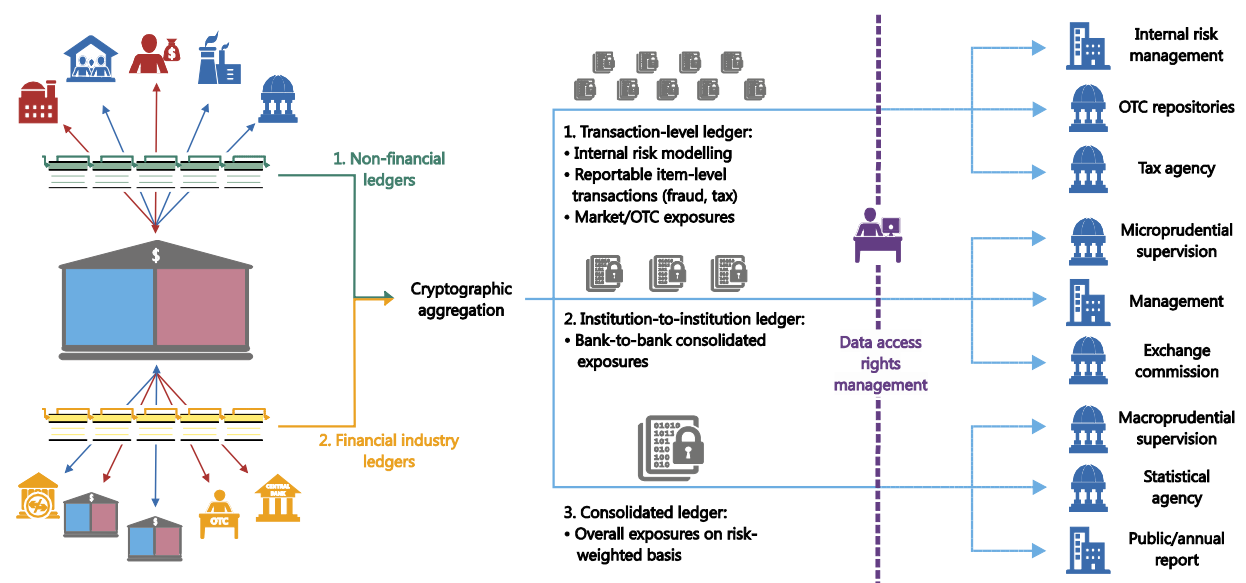 $
1. Non-financial
ledgers
$
Cryptographic
aggregation
2. Financial industry
ledgers
$
$
OTC
CENTRAL
BANK
1. Transaction-level ledger:
• Internal risk modelling
• Reportable item-level
transactions (fraud, tax)
• Market/OTC exposures
2. Institution-to-institution ledger:
• Bank-to-bank consolidated
exposures
01010
1011
101
010
100
010
3. Consolidated ledger:
• Overall exposures on risk-
weighted basis
Data access
rights
management
Internal risk
management
OTC repositories
Tax agency
Microprudential
supervision
Management
Exchange
commission
Macroprudential
supervision
Statistical
agency
Public/annual
report